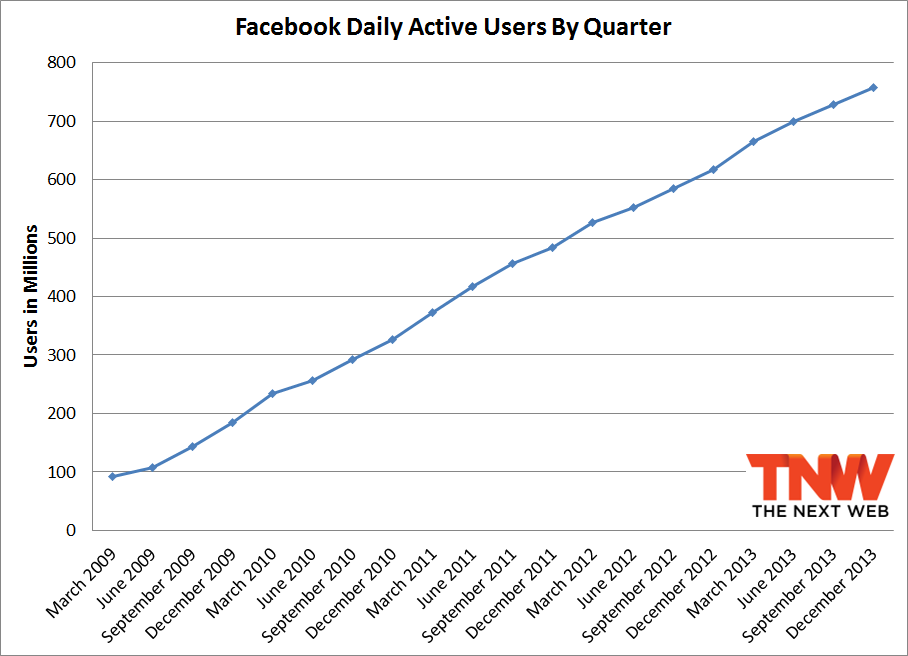 Facebook Daily Active Users By Quarter
800
700
600
500
400
300
200
100
0
Users in Millions
TNW
THE NEXT WEB
March 2009
June 2009
September 2009
December 2009
March 2010
June 2010
September 2010
December 2010
March 2011
June 2011
September 2011
December 2011
March 2012
June 2012
September 2012
December 2012
March 2013
June 2013
September 2013
December 2013